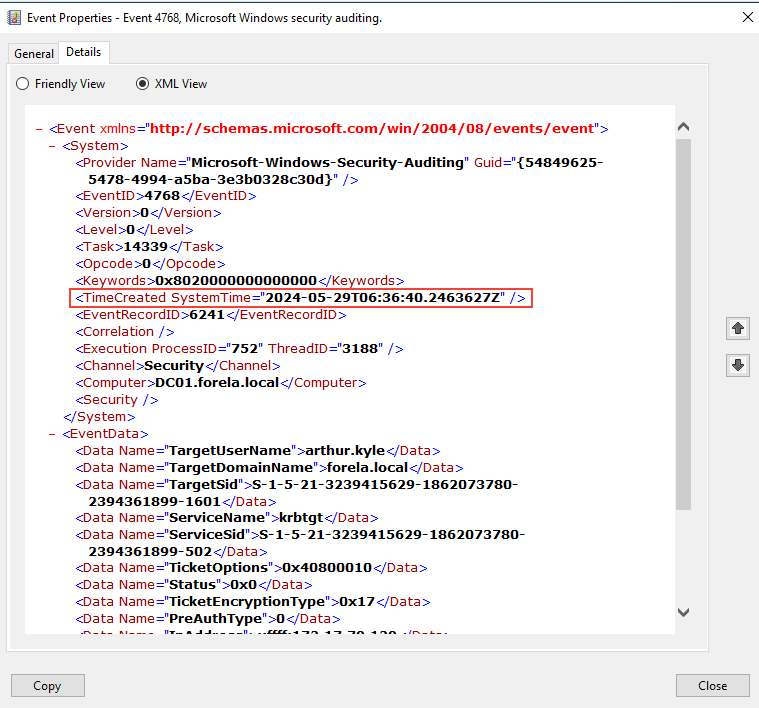 Event Properties - Event 4768, Microsoft Windows security auditing.
General Details
Friendly View XML View
– <Event xmlns="http://schemas.microsoft.com/win/2004/08/events/event">
– <System>
<Provider Name="Microsoft-Windows-Security-Auditing" Guid="{54849625-
5478-4994-a5ba-3e3b0328c30d}" />
<EventID>4768</EventID>
<Version>0</Version>
<Level>0</Level>
<Task>14339</Task>
<Opcode>0</Opcode>
<Keywords>0x8020000000000000</Keywords>
<TimeCreated SystemTime="2024-05-29T06:36:40.2463627Z" />
<EventRecordID>6241</EventRecordID>
<Correlation />
<Execution ProcessID="752" ThreadID="3188" />
<Channel>Security</Channel>
<Computer>DC01.forela.local</Computer>
<Security />
</System>
– <EventData>
<Data Name="TargetUserName">arthur.kyle</Data>
<Data Name="TargetDomainName">forela.local</Data>
<Data Name="TargetSid">S-1-5-21-3239415629-1862073780-
2394361899-1601</Data>
<Data Name="ServiceName">krbtgt</Data>
<Data Name="ServiceSid">S-1-5-21-3239415629-1862073780-
2394361899-502</Data>
<Data Name="TicketOptions">0x40800010</Data>
<Data Name="Status">0x0</Data>
<Data Name="TicketEncryptionType">0x17</Data>
<Data Name="PreAuthType">0</Data>
Copy Close